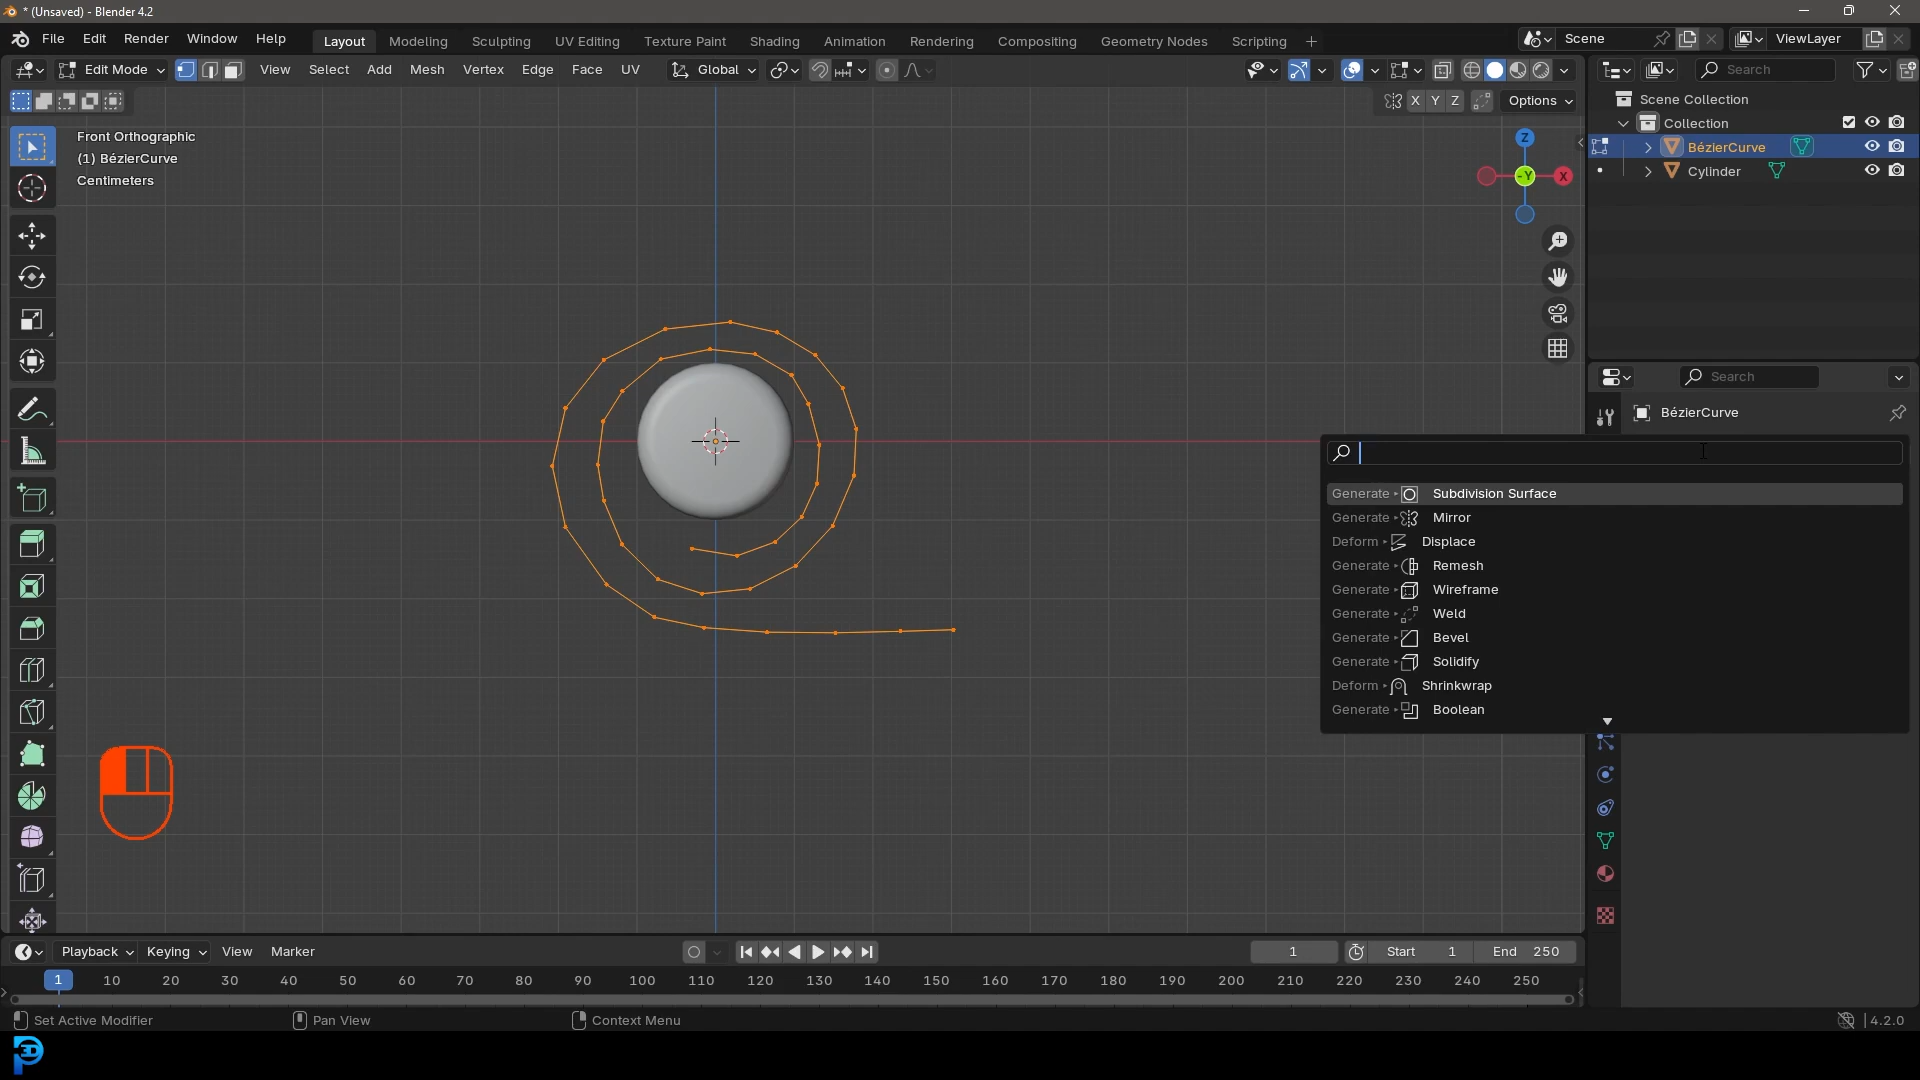 * (Unsaved) - Blender 4.2
File Edit Render Window Help
Layout Modeling Sculpting UV Editing Texture Paint Shading Animation Rendering Compositing Geometry Nodes Scripting +
Scene
ViewLayer
Edit Mode View Select Add Mesh Vertex Edge Face UV Global
Search
X Y Z Options
Scene Collection
Collection
BézierCurve
Cylinder
Front Orthographic
(1) BézierCurve
Centimeters
Z
-Y
X
Search
BézierCurve
Generate Subdivision Surface
Generate Mirror
Deform Displace
Generate Remesh
Generate Wireframe
Generate Weld
Generate Bevel
Generate Solidify
Deform Shrinkwrap
Generate Boolean
Playback Keying View Marker
1 Start 1 End 250
1 10 20 30 40 50 60 70 80 90 100 110 120 130 140 150 160 170 180 190 200 210 220 230 240 250
Set Active Modifier Pan View Context Menu
4.2.0
3D